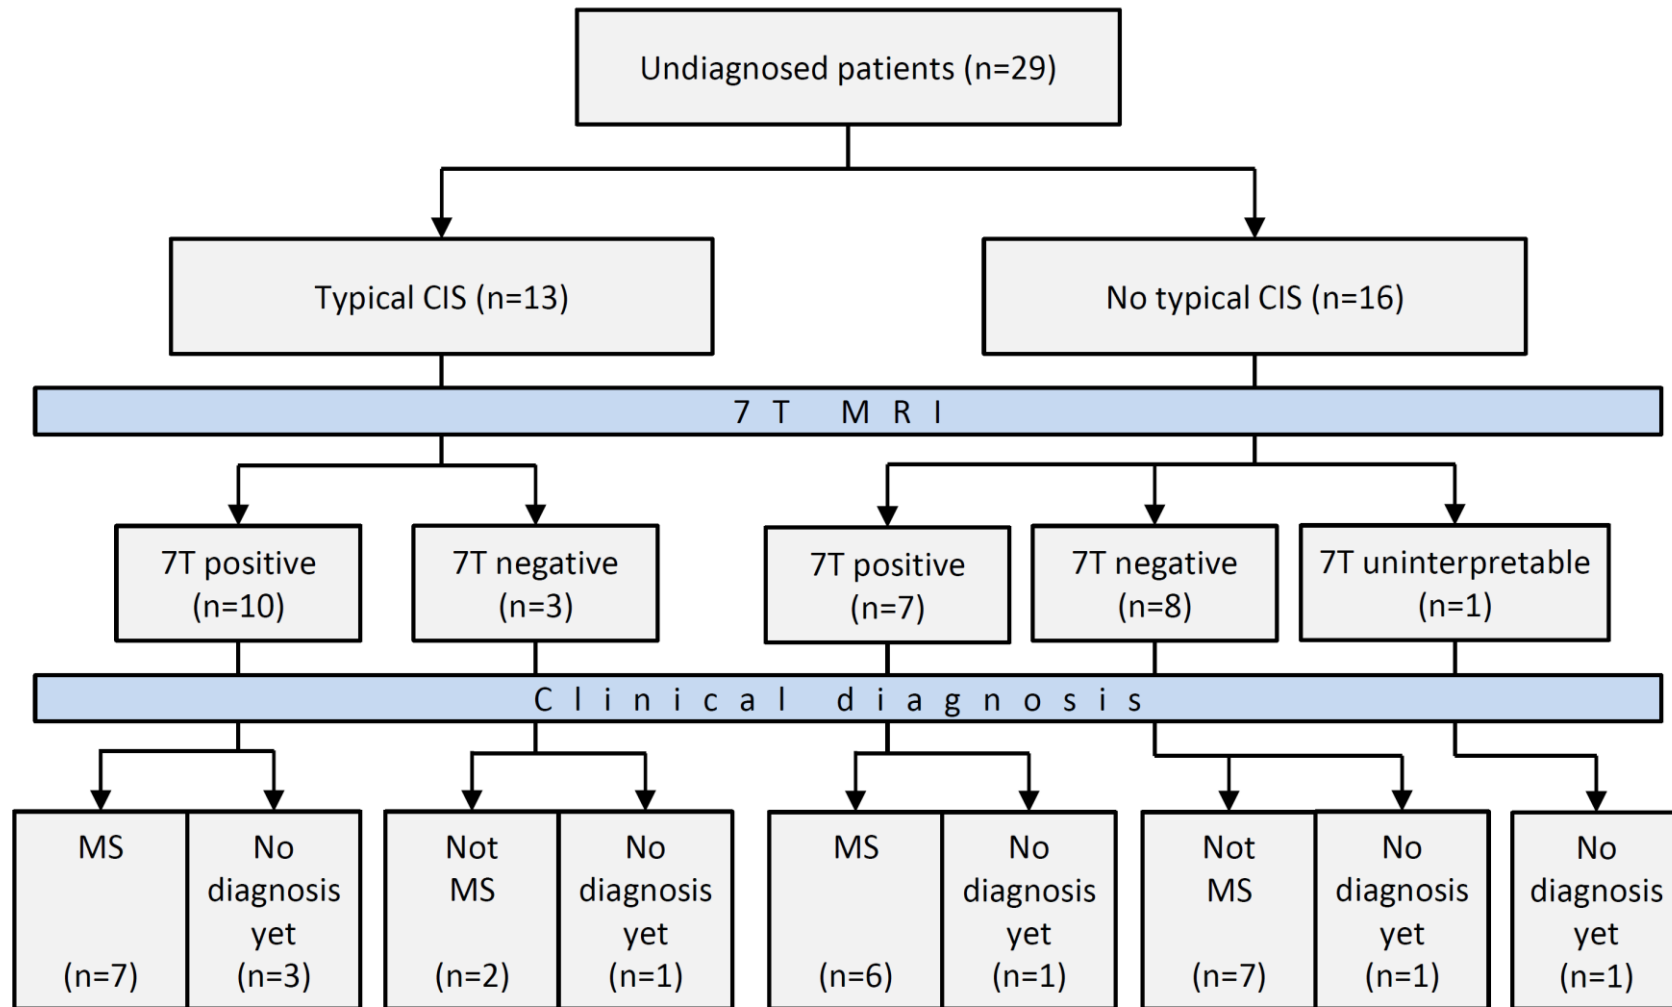 Undiagnosed patients (n=29)
Typical CIS (n=13)
No typical CIS (n=16)
7T MRI
7T positive
(n=10)
7T negative
(n=3)
7T positive
(n=7)
7T negative
(n=8)
7T uninterpretable
(n=1)
Clinical diagnosis
MS
(n=7)
No
diagnosis
yet
(n=3)
Not
MS
(n=2)
No
diagnosis
yet
(n=1)
MS
(n=6)
No
diagnosis
yet
(n=1)
Not
MS
(n=7)
No
diagnosis
yet
(n=1)
No
diagnosis
yet
(n=1)